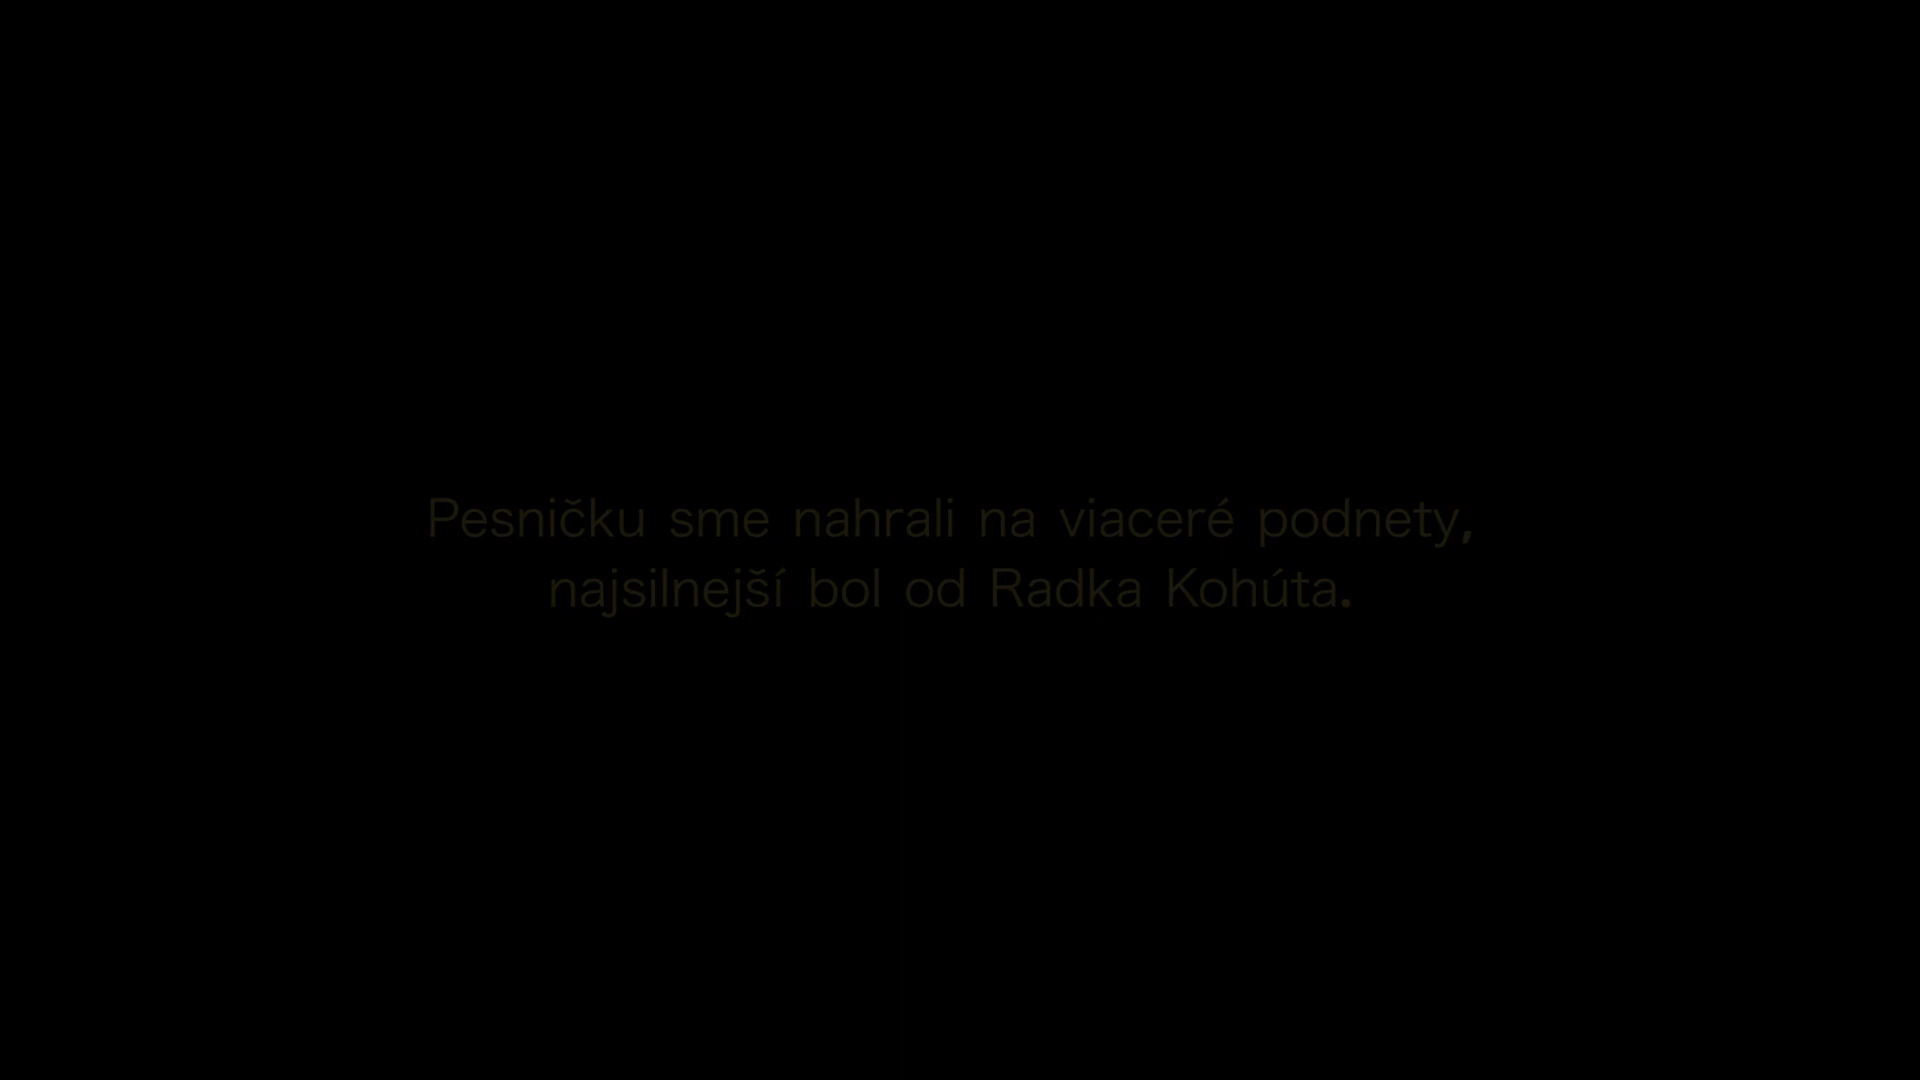 Pesničku sme nahrali na viaceré podnety,
najsilnejší bol od Radka Kohúta.